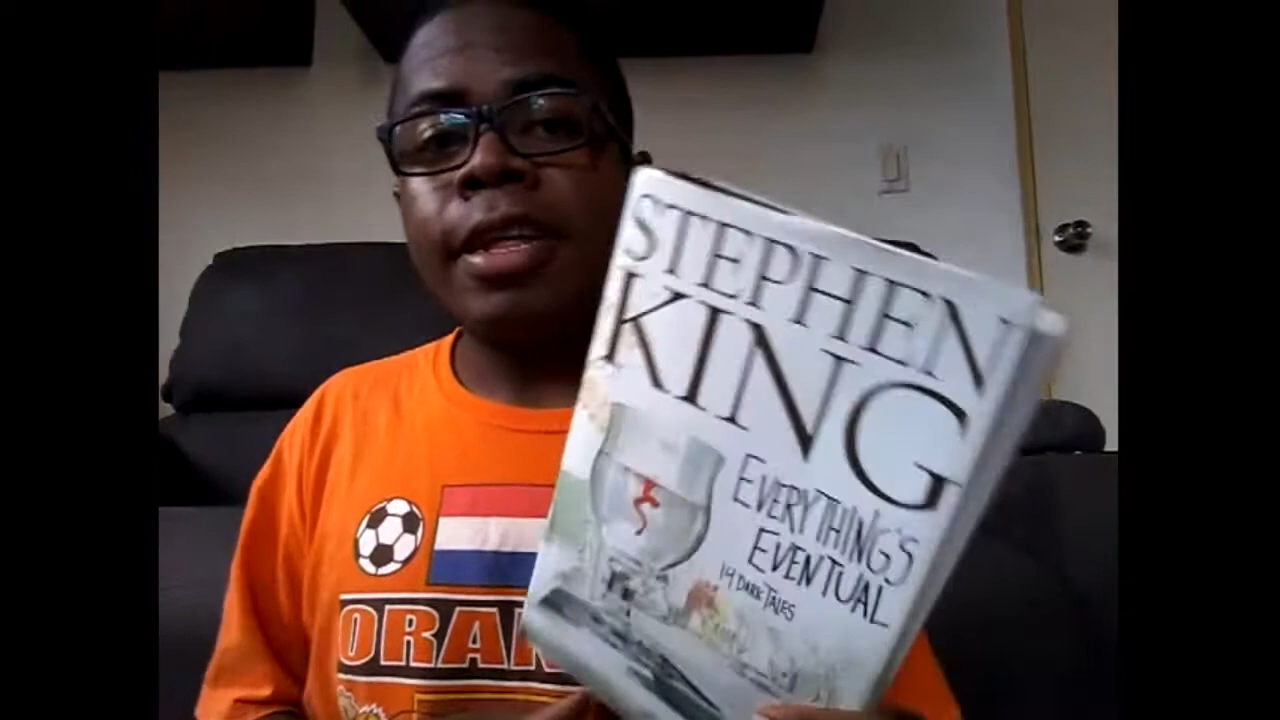 STEPHEN
KING
EVERYTHING'S
EVENTUAL
14 DARK TALES
ORAN